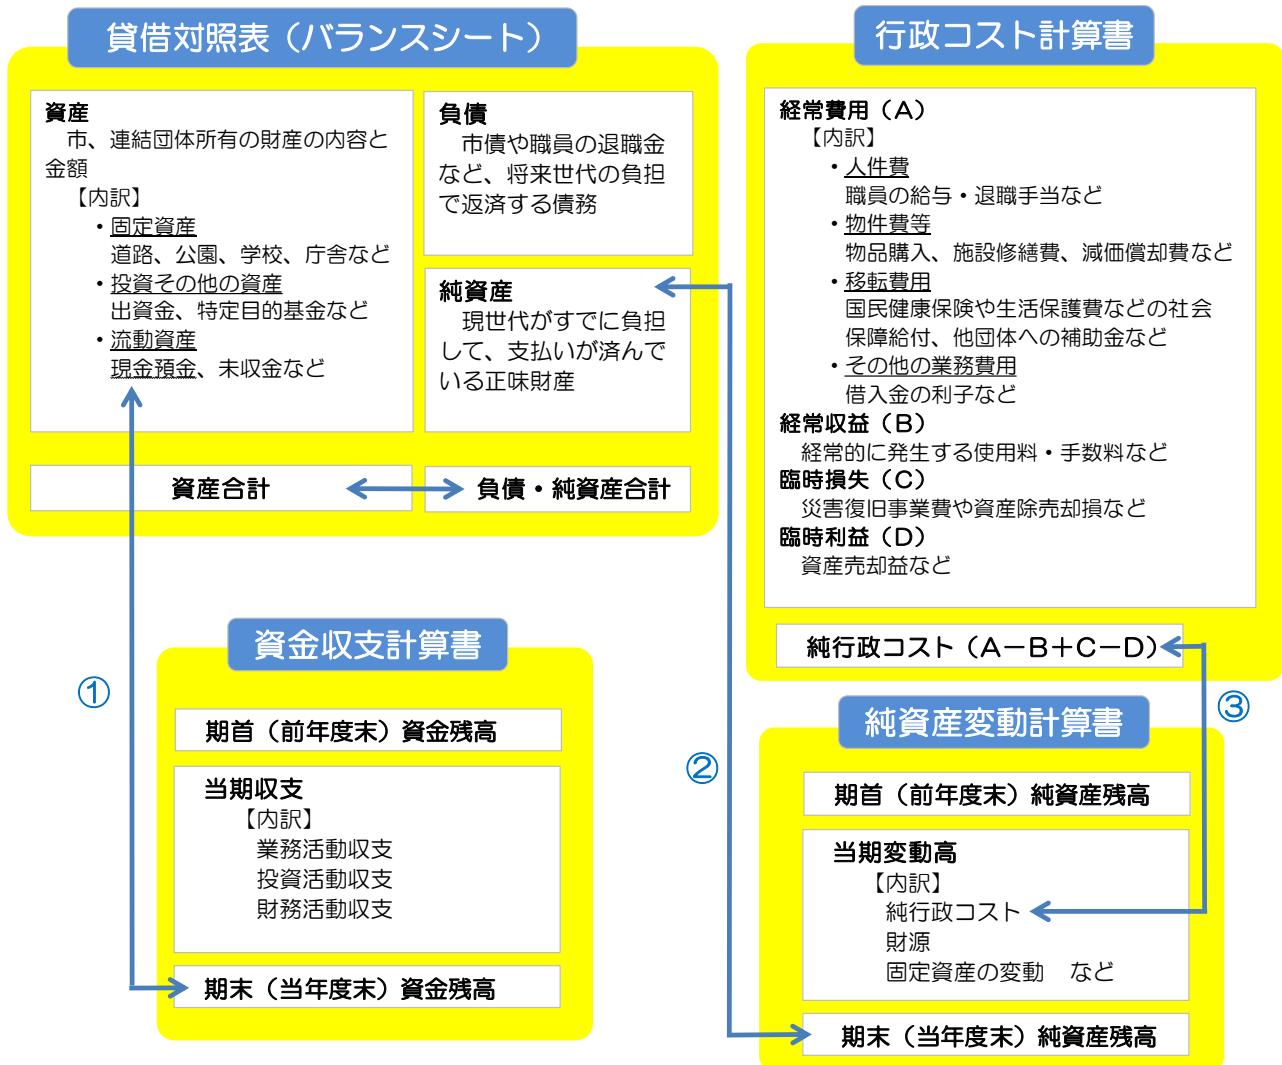 貸借対照表（バランスシート）
資産
市、連結団体所有の財産の内容と
金額
【内訳】
・固定資産
道路、公園、学校、庁舎など
・投資その他の資産
出資金、特定目的基金など
・流動資産
現金預金、未収金など
負債
市債や職員の退職金
など、将来世代の負担
で返済する債務
純資産
現世代がすでに負担
して、支払いが済んで
いる正味財産
資産合計
負債・純資産合計
行政コスト計算書
経常費用（A）
【内訳】
・人件費
職員の給与・退職手当など
・物件費等
物品購入、施設修繕費、減価償却費など
・移転費用
国民健康保険や生活保護費などの社会
保障給付、他団体への補助金など
・その他の業務費用
借入金の利子など
経常収益（B）
経常的に発生する使用料・手数料など
臨時損失（C）
災害復旧事業費や資産除売却損など
臨時利益（D）
資産売却益など
純行政コスト（A－B＋C－D）
①
資金収支計算書
期首（前年度末）資金残高
当期収支
【内訳】
業務活動収支
投資活動収支
財務活動収支
期末（当年度末）資金残高
②
③
純資産変動計算書
期首（前年度末）純資産残高
当期変動高
【内訳】
純行政コスト
財源
固定資産の変動　など
期末（当年度末）純資産残高